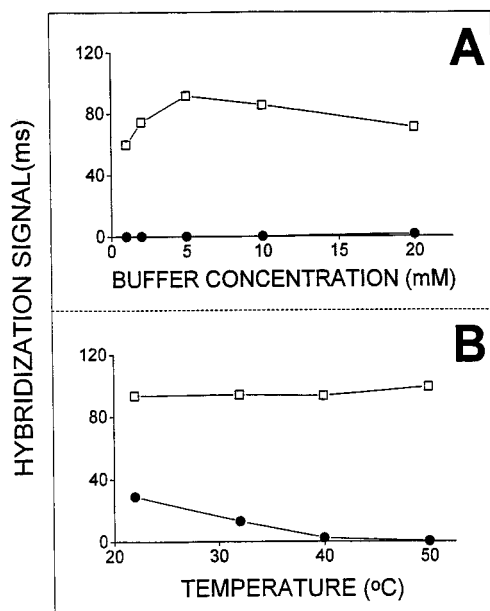 HYBRIDIZATION SIGNAL(ms)
A
120
80
40
0
0 5 10 15 20
BUFFER CONCENTRATION (mM)
B
120
80
40
0
20 30 40 50
TEMPERATURE (ºC)